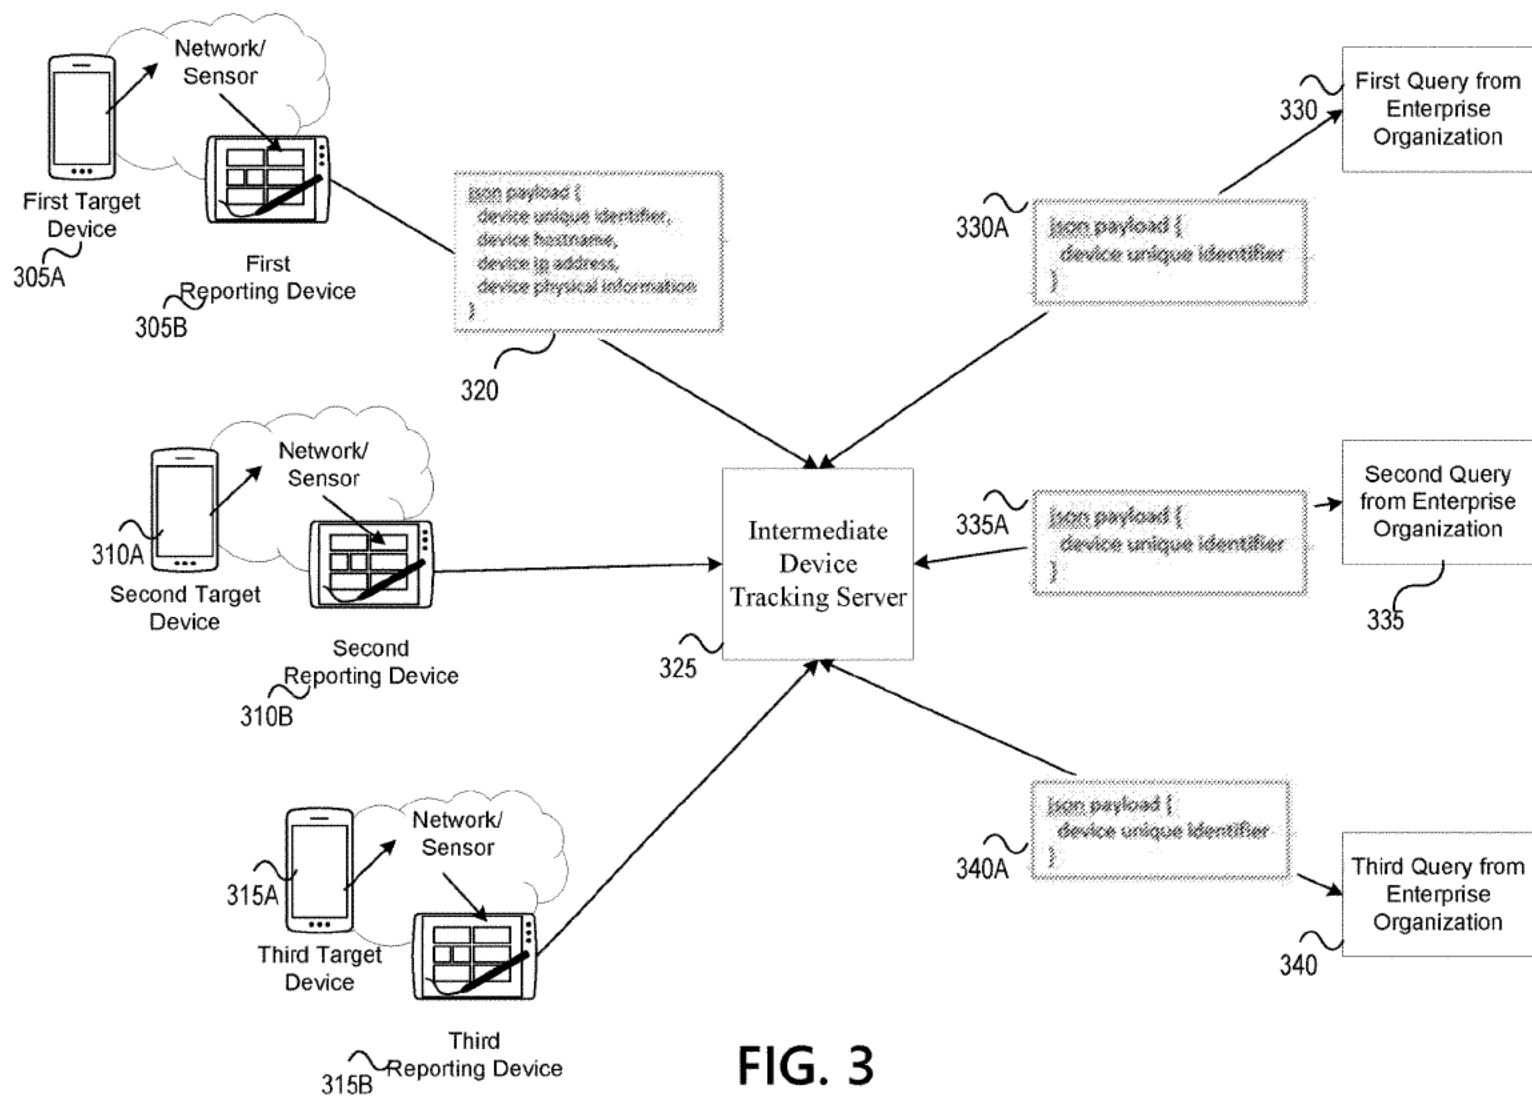 Network/
Sensor
First Target
Device
305A
First
Reporting Device
305B
json payload {
device unique identifier,
device hostname,
device ip address,
device physical information
}
320
First Query from
Enterprise
Organization
330
330A
json payload {
device unique identifier
}
Network/
Sensor
310A
Second Target
Device
Second
Reporting Device
310B
Intermediate
Device
Tracking Server
325
335A
json payload {
device unique identifier
}
Second Query
from Enterprise
Organization
335
Network/
Sensor
315A
Third Target
Device
Third
Reporting Device
315B
json payload {
device unique identifier
}
340A
Third Query from
Enterprise
Organization
340
FIG. 3